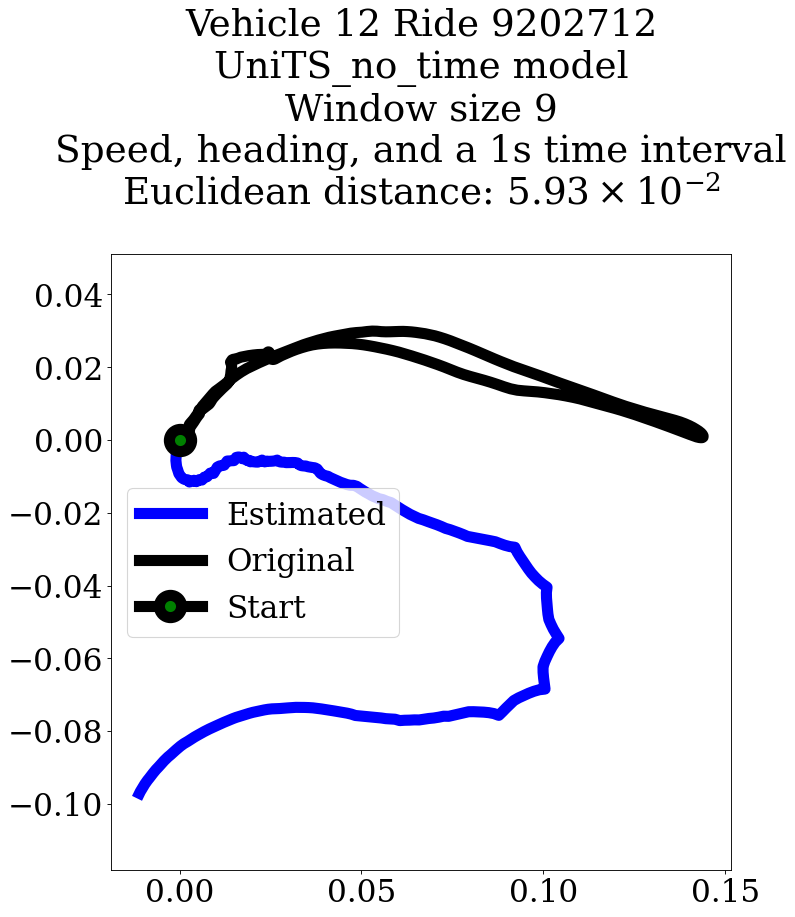 Vehicle 12 Ride 9202712
UniTS_no_time model
Window size 9
Speed, heading, and a 1s time interval
Euclidean distance: 5.93 × 10⁻²
0.04
0.02
0.00
−0.02
−0.04
−0.06
−0.08
−0.10
Estimated
Original
Start
0.00 0.05 0.10 0.15